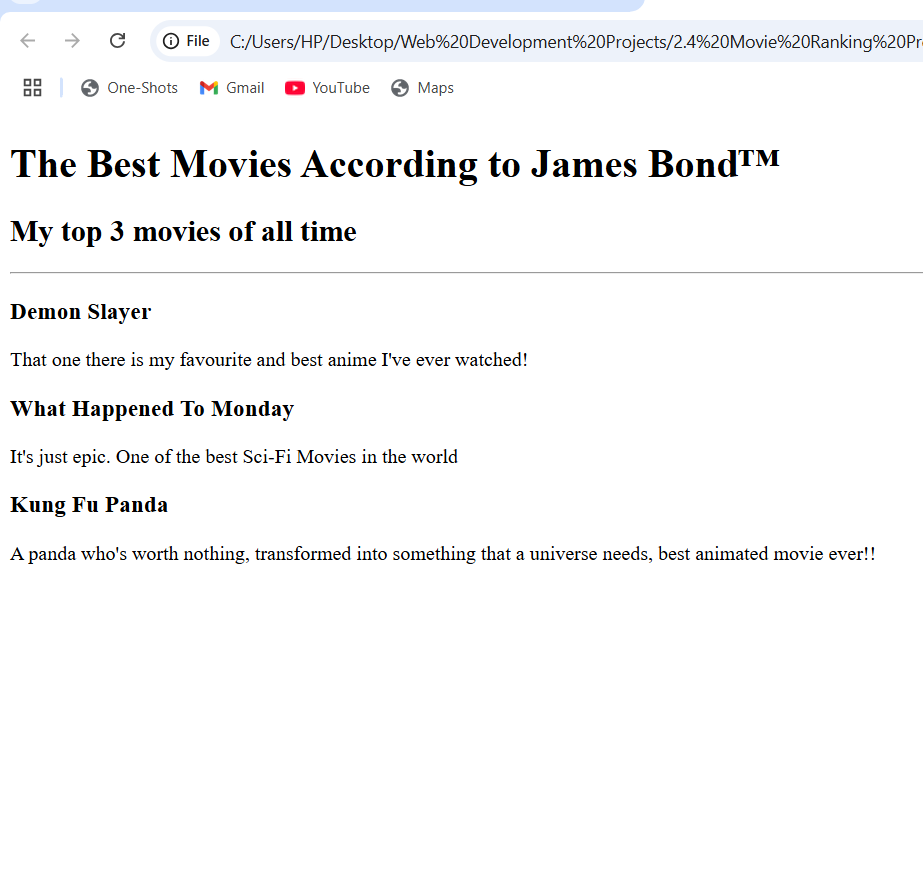 File C:/Users/HP/Desktop/Web%20Development%20Projects/2.4%20Movie%20Ranking%20Pr
One-Shots Gmail YouTube Maps
The Best Movies According to James Bond™
My top 3 movies of all time
Demon Slayer
That one there is my favourite and best anime I've ever watched!
What Happened To Monday
It's just epic. One of the best Sci-Fi Movies in the world
Kung Fu Panda
A panda who's worth nothing, transformed into something that a universe needs, best animated movie ever!!